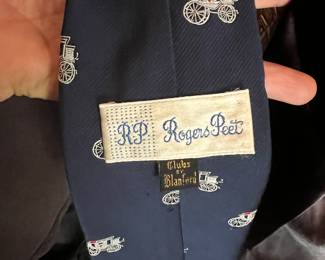 RP Rogers Peet
Clubs
BY
Blanford